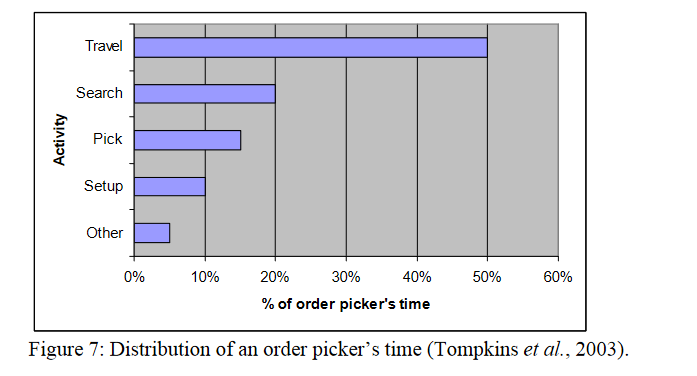 Activity
Travel
Search
Pick
Setup
Other
0% 10% 20% 30% 40% 50% 60%
% of order picker's time
Figure 7: Distribution of an order picker’s time (Tompkins et al., 2003).